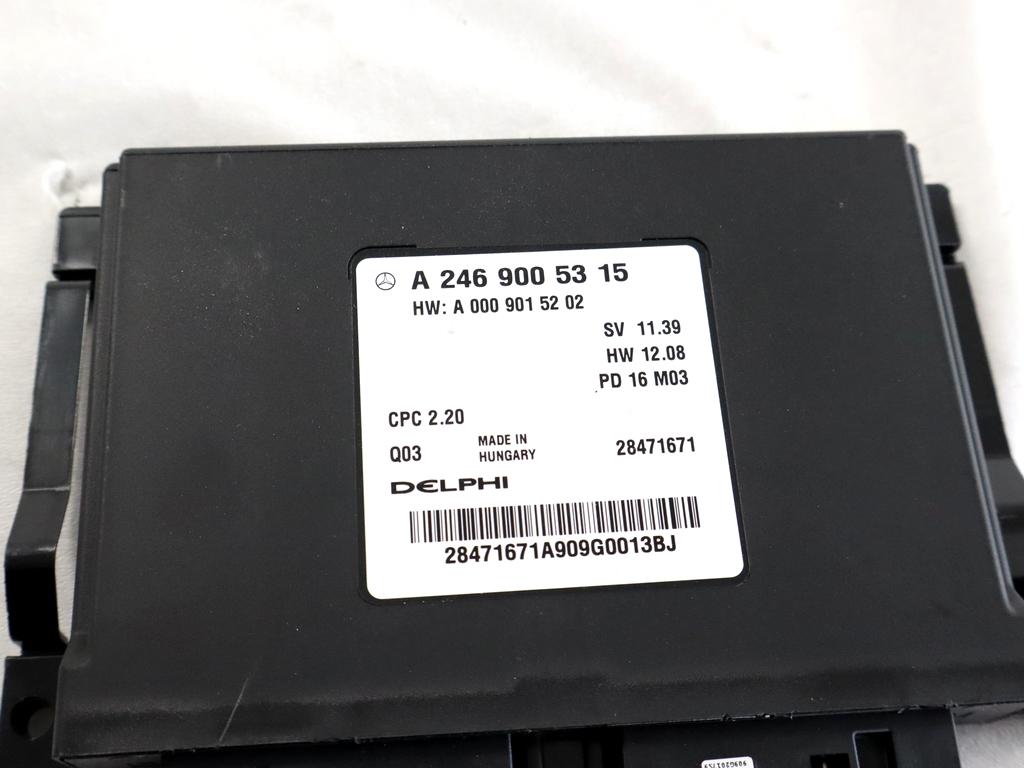 A 246 900 53 15
HW: A 000 901 52 02
SV 11.39
HW 12.08
PD 16 M03
CPC 2.20
Q03 MADE IN HUNGARY 28471671
DELPHI
28471671A909G0013BJ